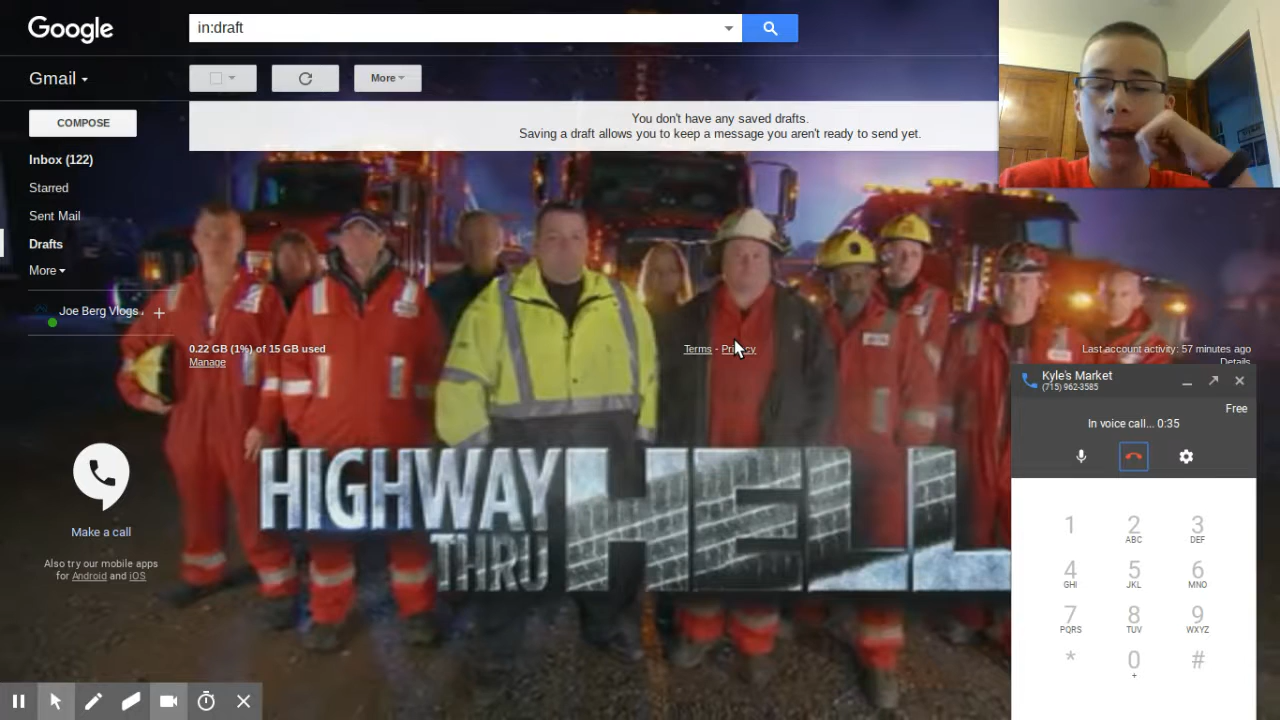 Google
in:draft
Gmail
More
COMPOSE
You don't have any saved drafts.
Saving a draft allows you to keep a message you aren't ready to send yet.
Inbox (122)
Starred
Sent Mail
Drafts
More
Joe Berg Vlogs
0.22 GB (1%) of 15 GB used
Manage
Terms - Privacy
Last account activity: 57 minutes ago
Details
Kyle's Market
(715) 962-3585
Free
In voice call... 0:35
HIGHWAY
THRU
HELL
Make a call
Also try our mobile apps
for Android and iOS
1 2 3
ABC DEF
4 5 6
GHI JKL MNO
7 8 9
PQRS TUV WXYZ
* 0 #
+